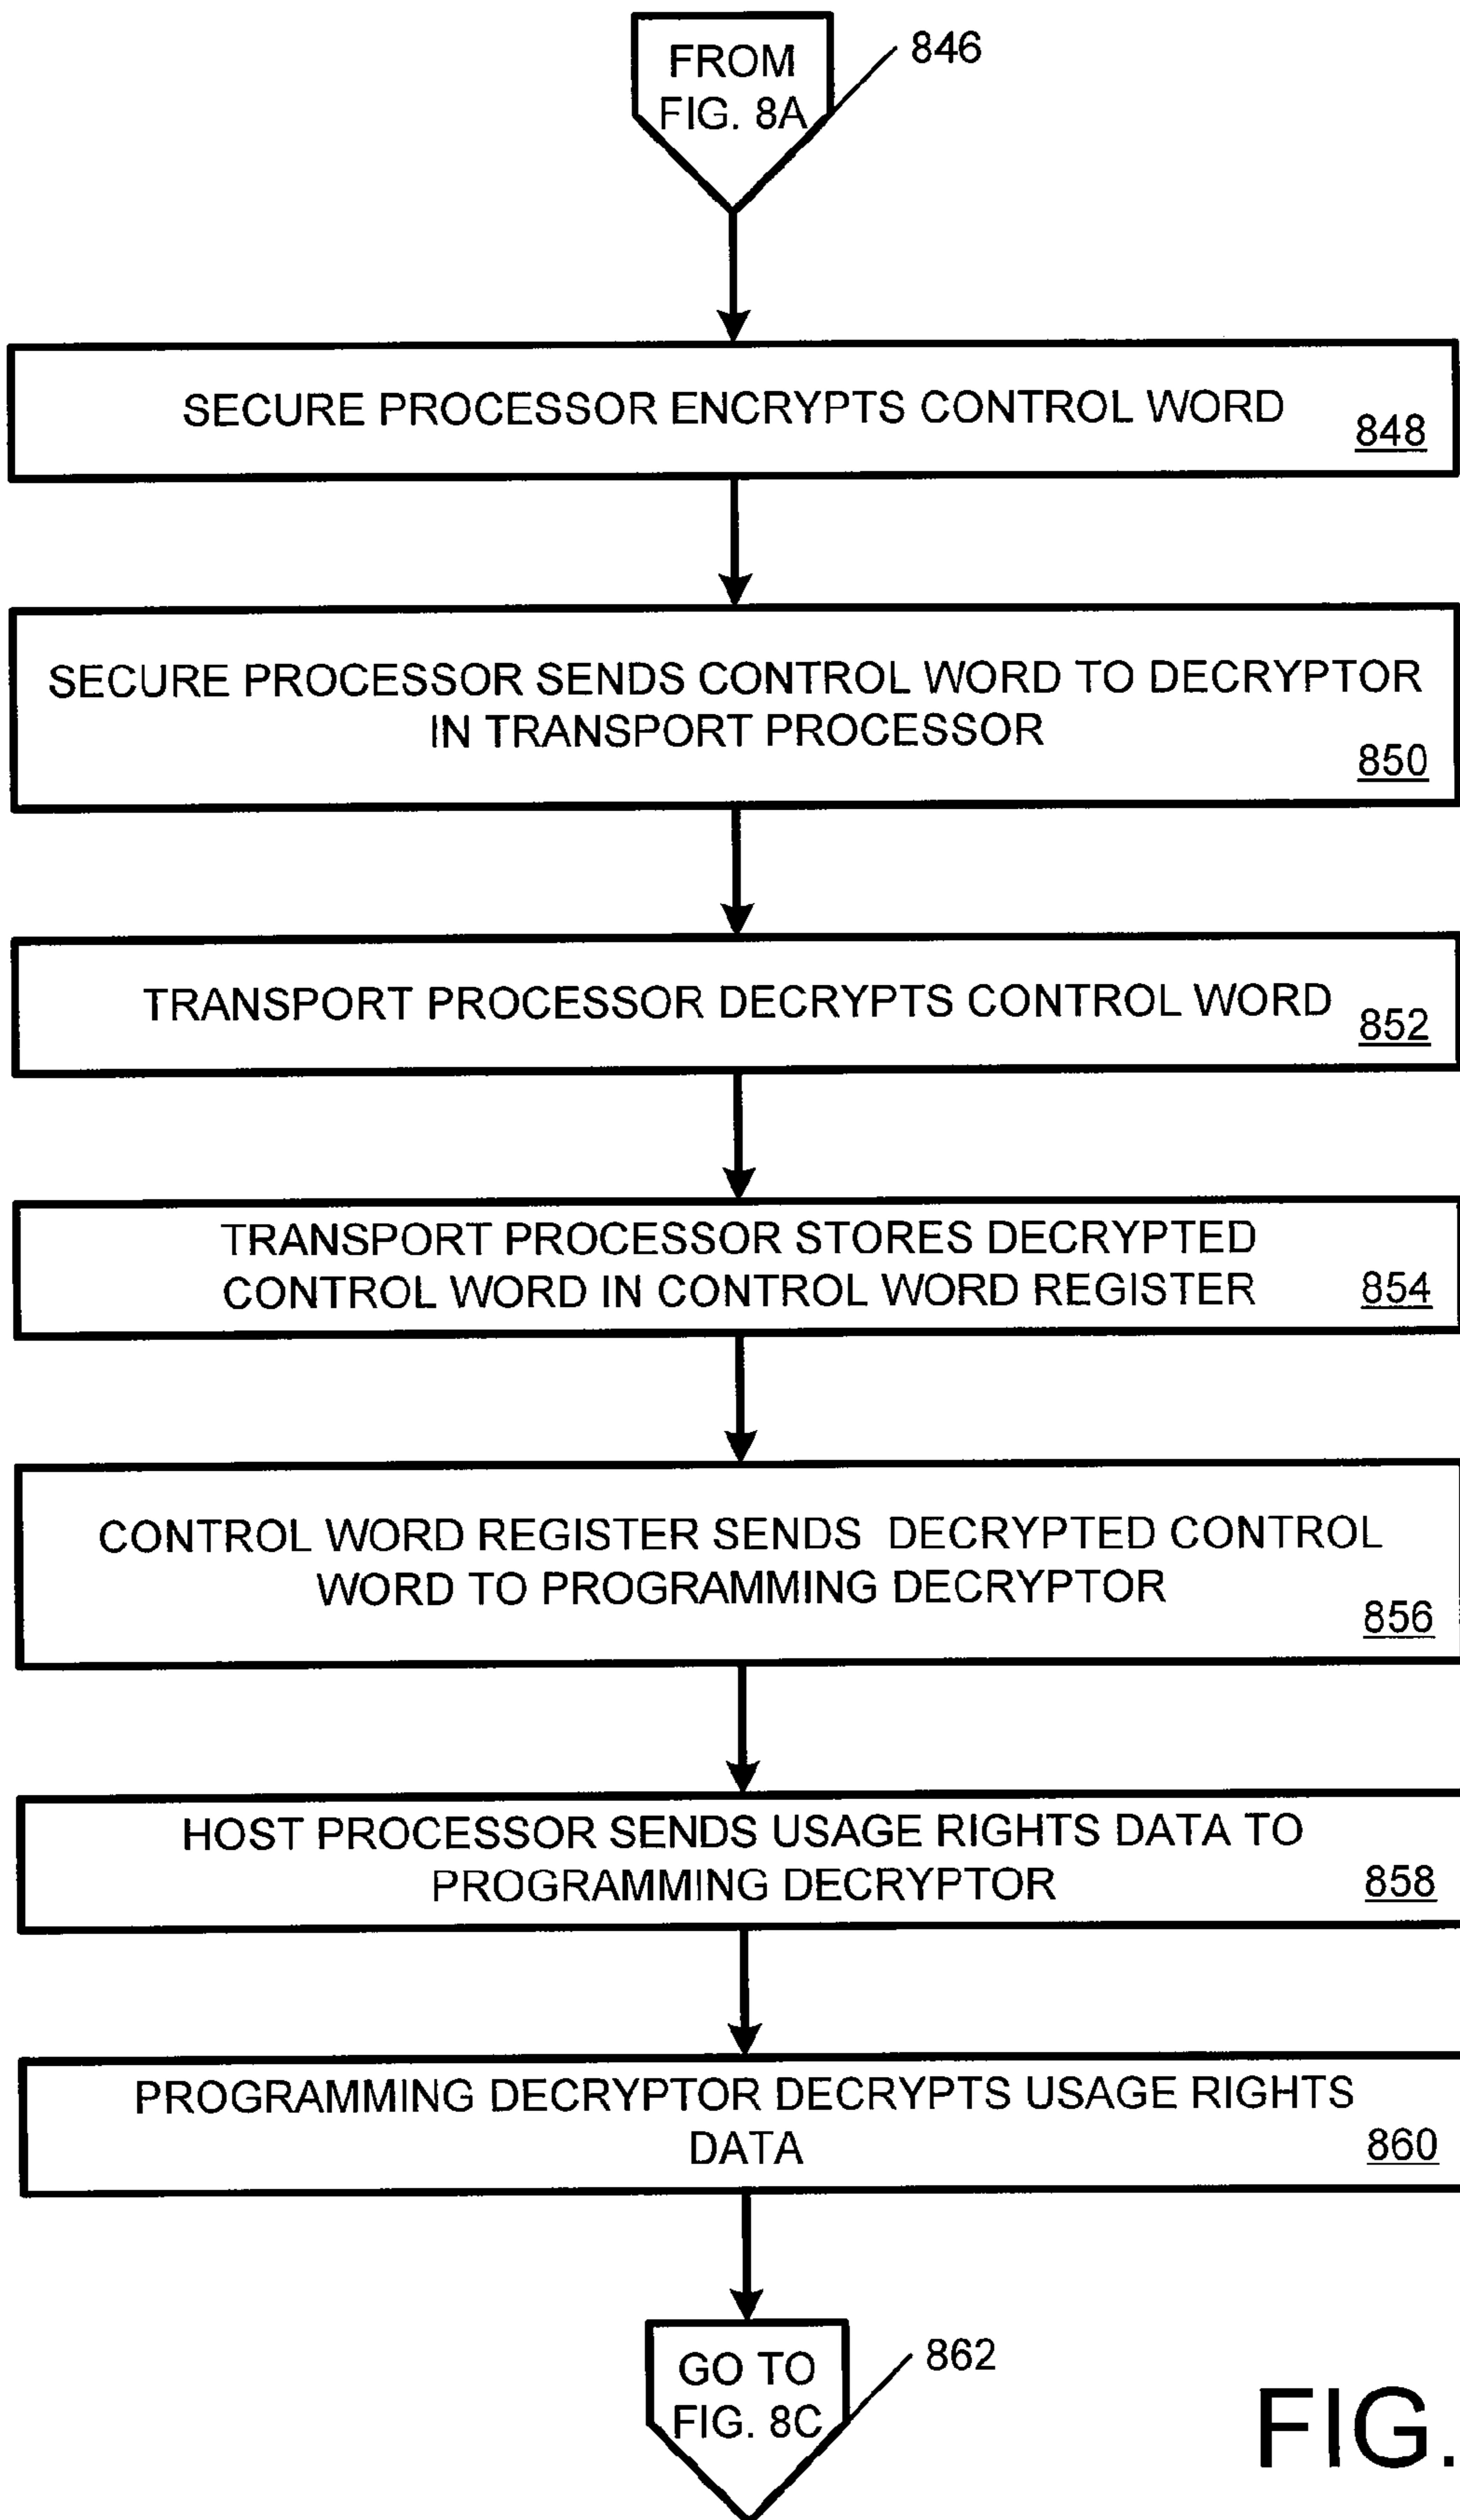 FROM
FIG. 8A
846
SECURE PROCESSOR ENCRYPTS CONTROL WORD
848
SECURE PROCESSOR SENDS CONTROL WORD TO DECRYPTOR
IN TRANSPORT PROCESSOR
850
TRANSPORT PROCESSOR DECRYPTS CONTROL WORD
852
TRANSPORT PROCESSOR STORES DECRYPTED
CONTROL WORD IN CONTROL WORD REGISTER
854
CONTROL WORD REGISTER SENDS DECRYPTED CONTROL
WORD TO PROGRAMMING DECRYPTOR
856
HOST PROCESSOR SENDS USAGE RIGHTS DATA TO
PROGRAMMING DECRYPTOR
858
PROGRAMMING DECRYPTOR DECRYPTS USAGE RIGHTS
DATA
860
GO TO
FIG. 8C
862
FIG.